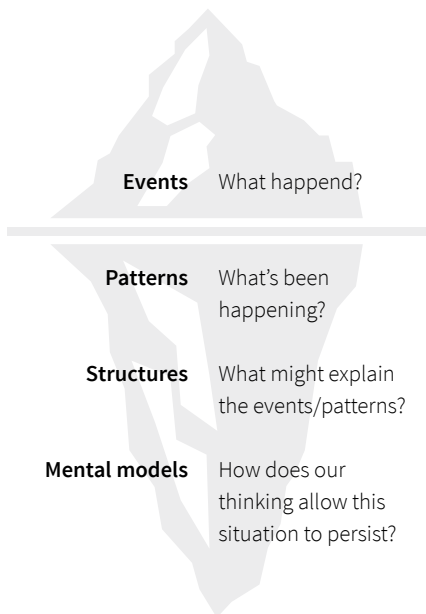 Events What happend?
Patterns What's been
happening?
Structures What might explain
the events/patterns?
Mental models How does our
thinking allow this
situation to persist?